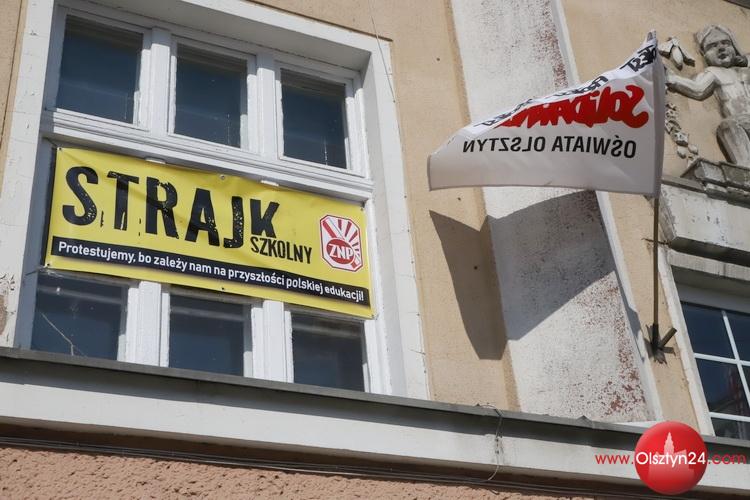 STRAJK
SZKOLNY
ZNP
Protestujemy, bo zależy nam na przyszłości polskiej edukacji!
SOLIDARNOŚĆ
OŚWIATA OLSZTYN
www.Olsztyn24.com